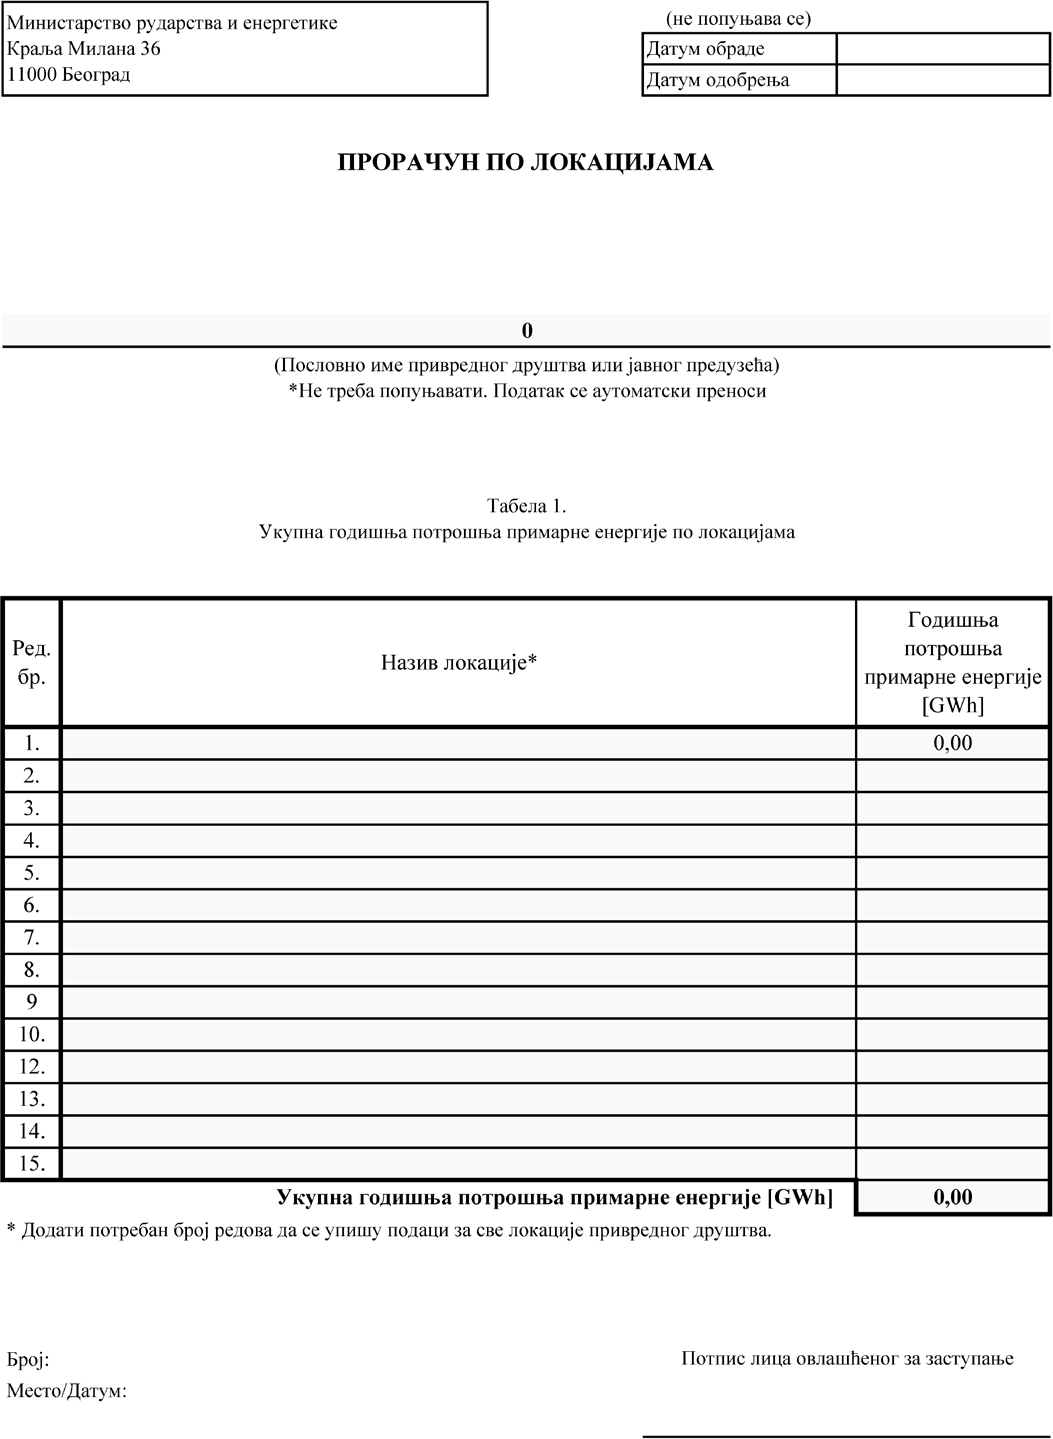 Министарство рударства и енергетике
Краља Милана 36
11000 Београд
(не попуњава се)
Датум обраде
Датум одобрења
ПРОРАЧУН ПО ЛОКАЦИЈАМА
0
(Пословно име привредног друштва или јавног предузећа)
*Не треба попуњавати. Податак се аутоматски преноси
Табела 1.
Укупна годишња потрошња примарне енергије по локацијама
Ред. бр.
Назив локације*
Годишња
потрошња
примарне енергије
[GWh]
1. 0,00
2.
3.
4.
5.
6.
7.
8.
9
10.
12.
13.
14.
15.
Укупна годишња потрошња примарне енергије [GWh] 0,00
* Додати потребан број редова да се упишу подаци за све локације привредног друштва.
Број:
Место/Датум:
Потпис лица овлашћеног за заступање